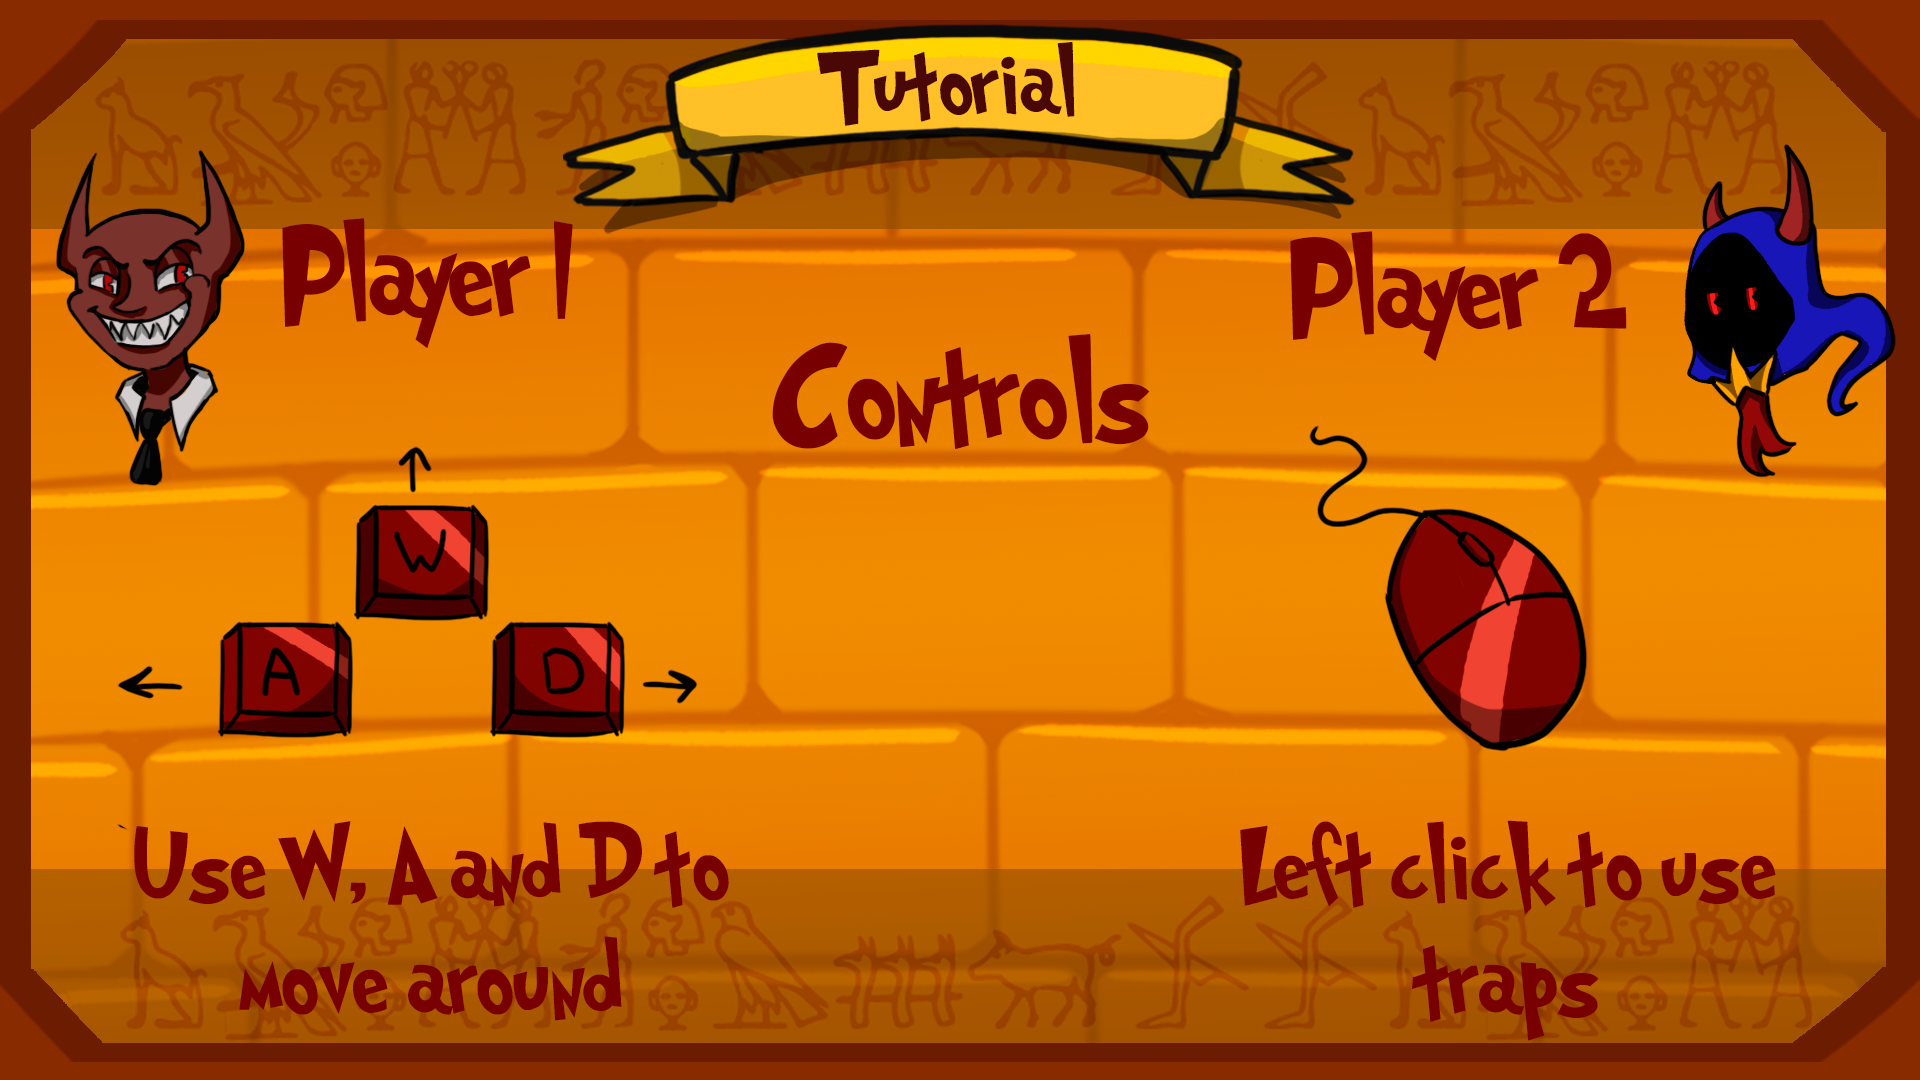 Tutorial
Player 1
Player 2
Controls
W
A
D
Use W, A and D to
move around
Left click to use
traps